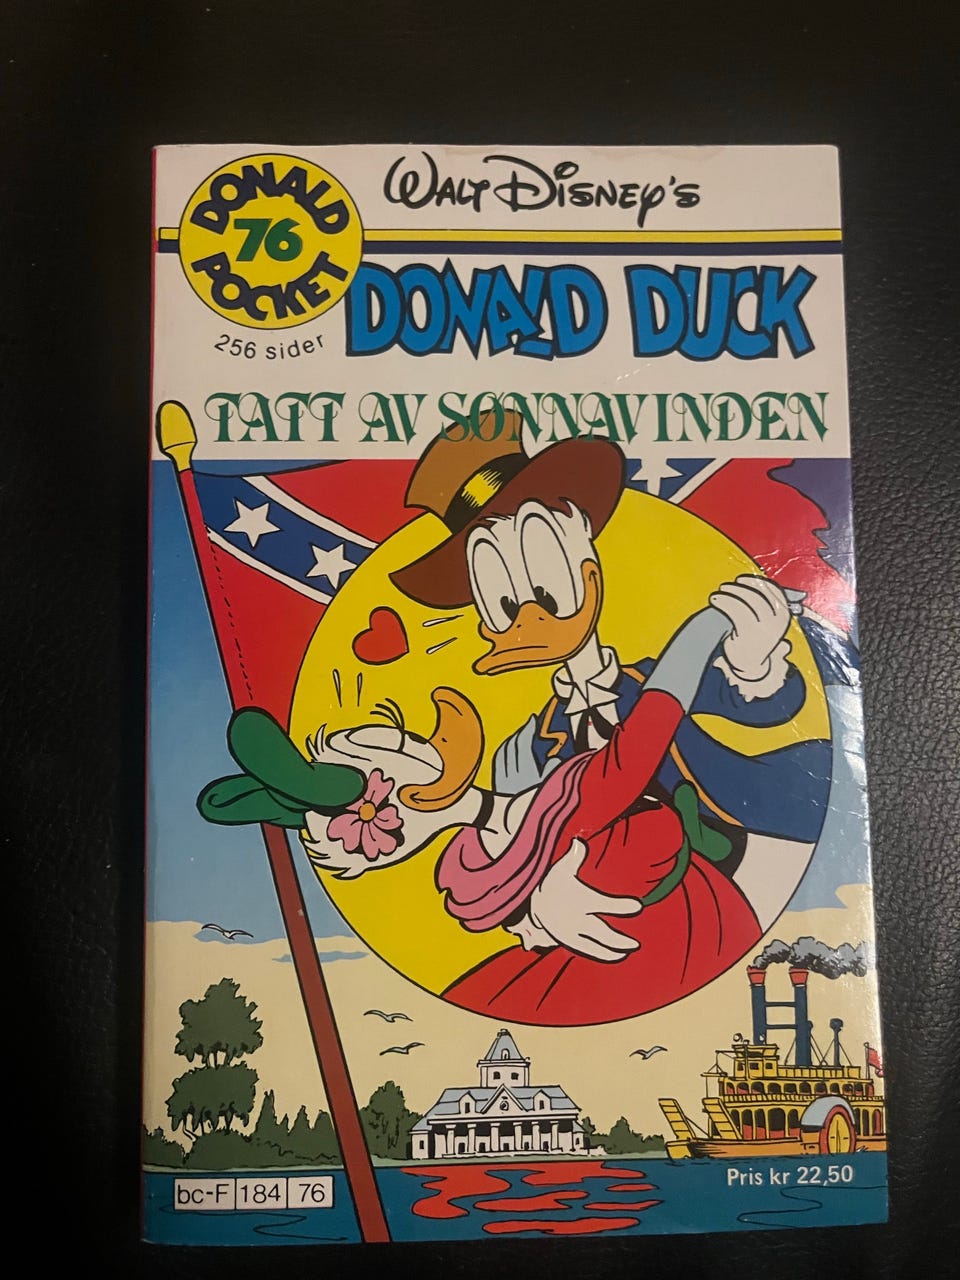 WALT DISNEY'S
DONALD
76
POCKET
256 sider
DONALD DUCK
TATT AV SØNNAVINDEN
Pris kr 22,50
bc-F 184 76